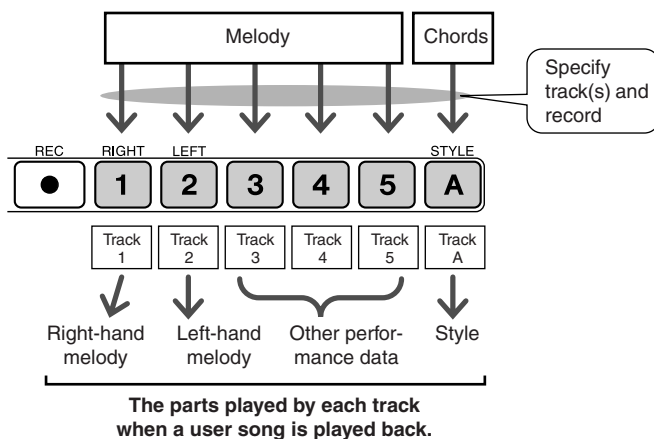 Melody
Chords
Specify
track(s) and
record
REC
RIGHT
LEFT
STYLE
1
2
3
4
5
A
Track
1
Track
2
Track
3
Track
4
Track
5
Track
A
Right-hand
melody
Left-hand
melody
Other perfor-
mance data
Style
The parts played by each track
when a user song is played back.